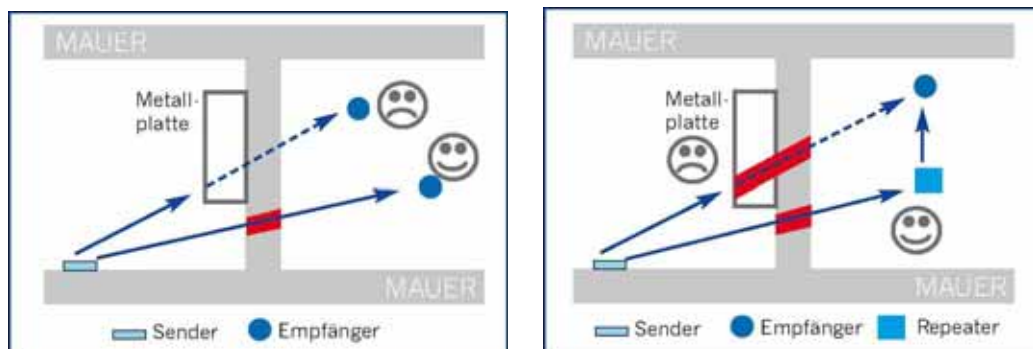 MAUER
Metall-
platte
MAUER
Sender
Empfänger
MAUER
Metall-
platte
MAUER
Sender
Empfänger
Repeater